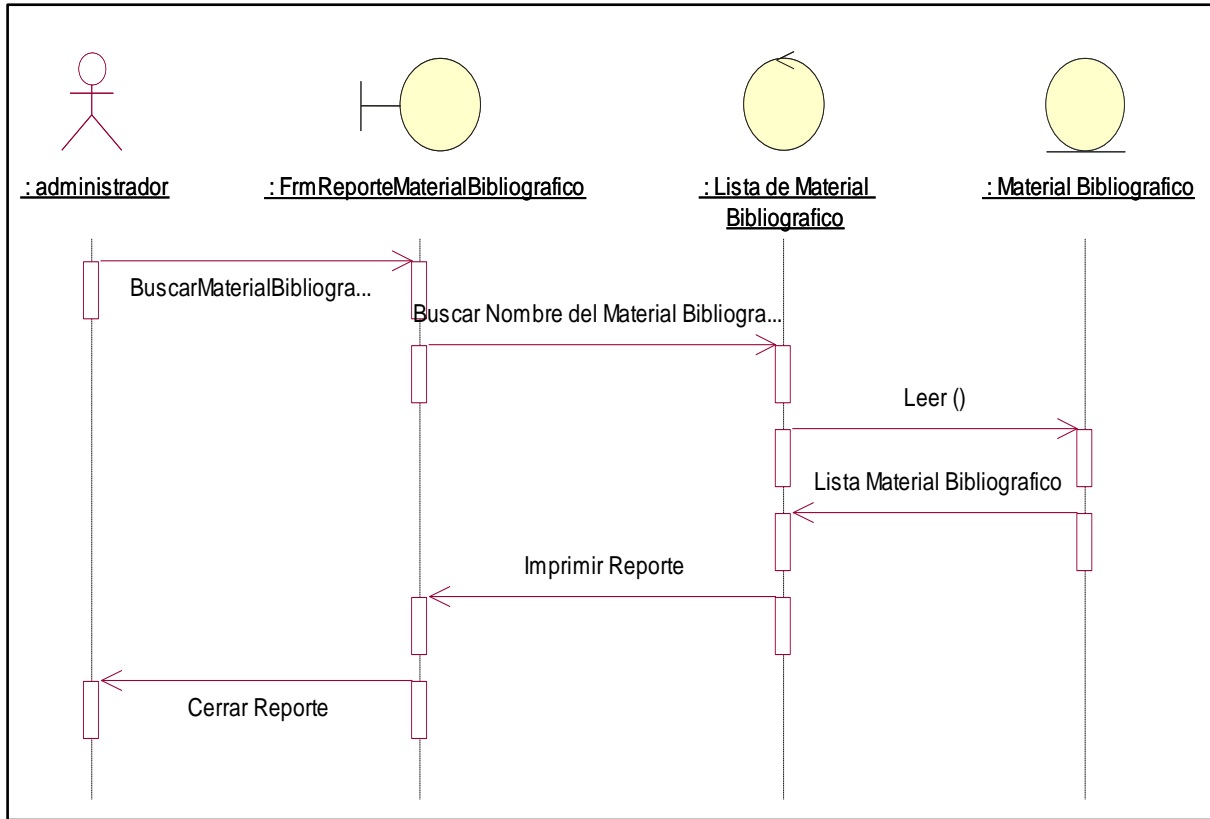 : administrador
: FrmReporteMaterialBibliografico
: Lista de Material
Bibliografico
: Material Bibliografico
BuscarMaterialBibliogra...
Buscar Nombre del Material Bibliogra...
Leer ()
Lista Material Bibliografico
Imprimir Reporte
Cerrar Reporte